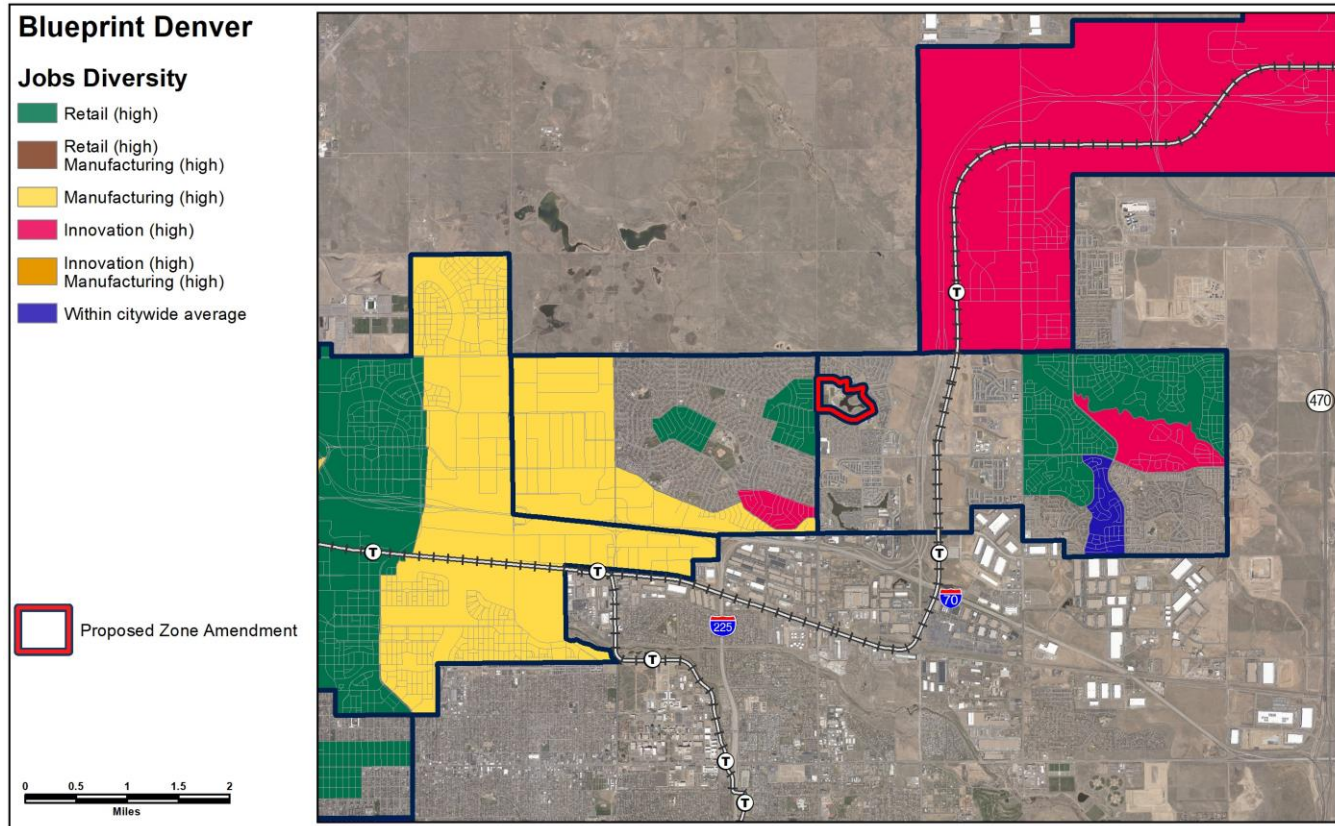 Blueprint Denver
Jobs Diversity
Retail (high)
Retail (high)
Manufacturing (high)
Manufacturing (high)
Innovation (high)
Innovation (high)
Manufacturing (high)
Within citywide average
Proposed Zone Amendment
0 0.5 1 1.5 2
Miles
T
470
T
T
T
70
225
T
T
T